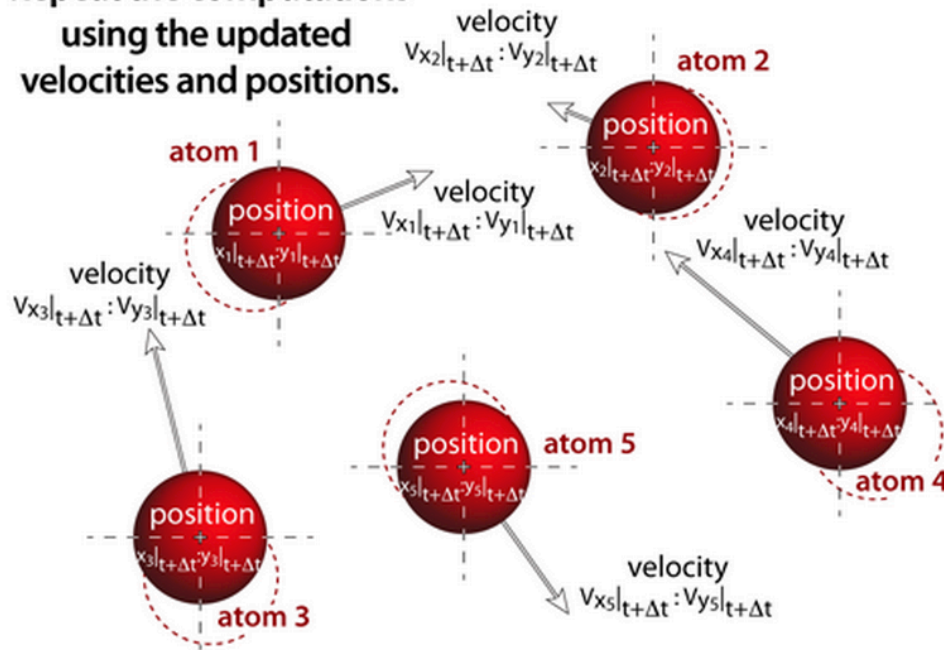 using the updated
velocities and positions.
velocity
Vx2|t+Δt : Vy2|t+Δt
atom 2
position
x2|t+Δt:y2|t+Δt
atom 1
position
x1|t+Δt:y1|t+Δt
velocity
Vx1|t+Δt : Vy1|t+Δt
velocity
Vx4|t+Δt : Vy4|t+Δt
velocity
Vx3|t+Δt : Vy3|t+Δt
position
x4|t+Δt:y4|t+Δt
atom 4
position
x5|t+Δt:y5|t+Δt
atom 5
position
x3|t+Δt:y3|t+Δt
atom 3
velocity
Vx5|t+Δt : Vy5|t+Δt